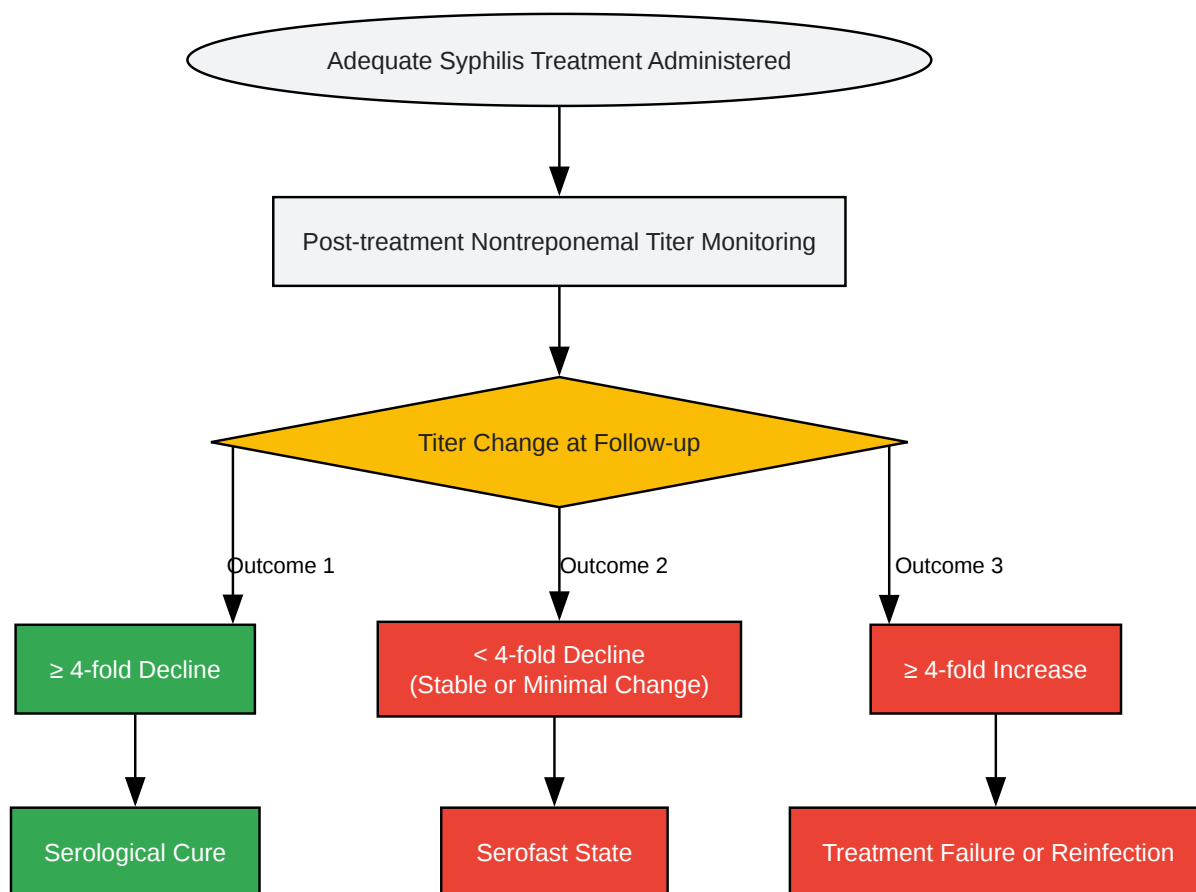 Adequate Syphilis Treatment Administered
Post-treatment Nontreponemal Titer Monitoring
Titer Change at Follow-up
Outcome 1
Outcome 2
Outcome 3
≥ 4-fold Decline
< 4-fold Decline
(Stable or Minimal Change)
≥ 4-fold Increase
Serological Cure
Serofast State
Treatment Failure or Reinfection